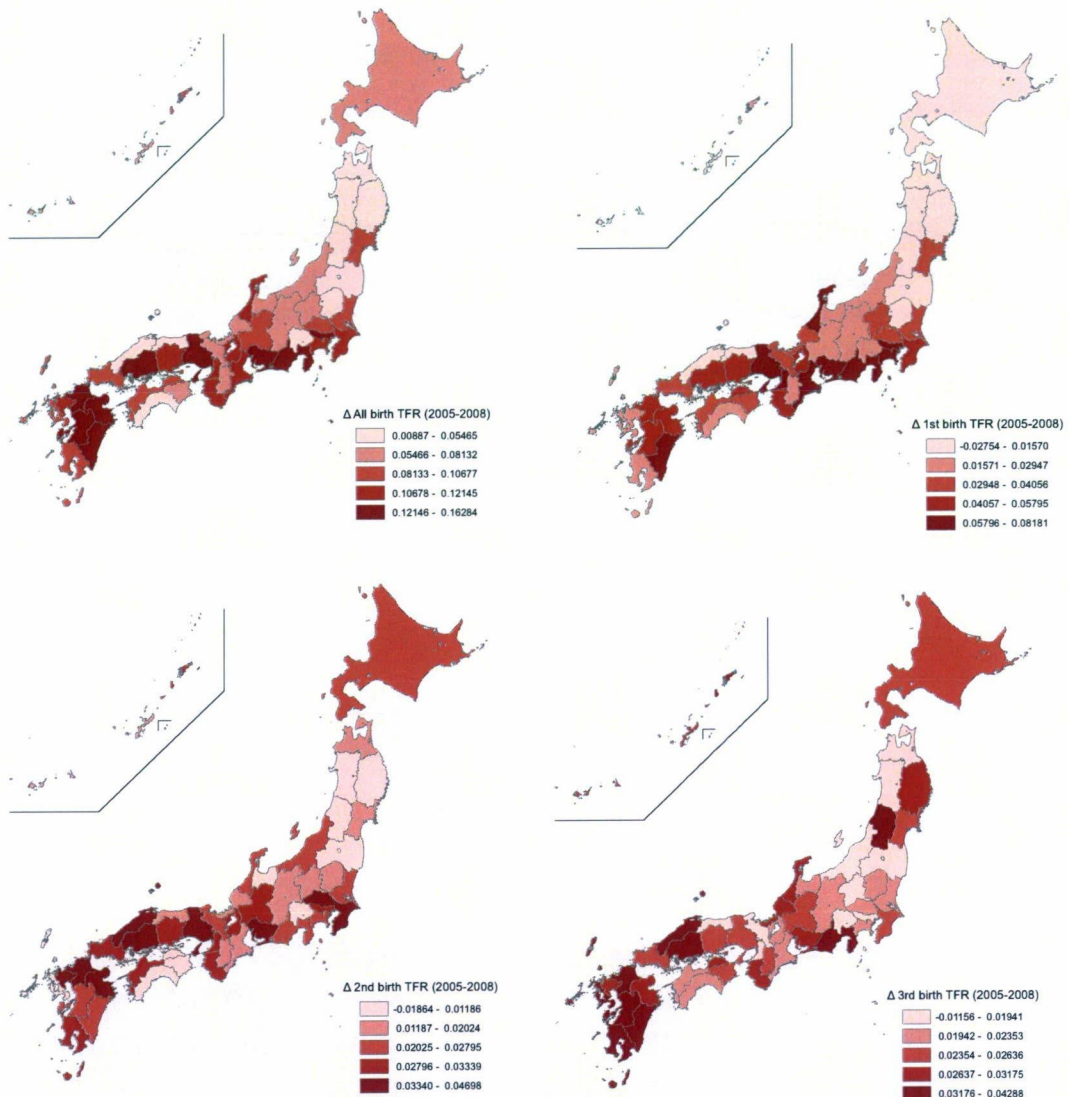 Δ All birth TFR (2005-2008)
0.00887 - 0.05465
0.05466 - 0.08132
0.08133 - 0.10677
0.10678 - 0.12145
0.12146 - 0.16284
Δ 1st birth TFR (2005-2008)
-0.02754 - 0.01570
0.01571 - 0.02947
0.02948 - 0.04056
0.04057 - 0.05795
0.05796 - 0.08181
Δ 2nd birth TFR (2005-2008)
-0.01864 - 0.01186
0.01187 - 0.02024
0.02025 - 0.02795
0.02796 - 0.03339
0.03340 - 0.04698
Δ 3rd birth TFR (2005-2008)
-0.01156 - 0.01941
0.01942 - 0.02353
0.02354 - 0.02636
0.02637 - 0.03175
0.03176 - 0.04288